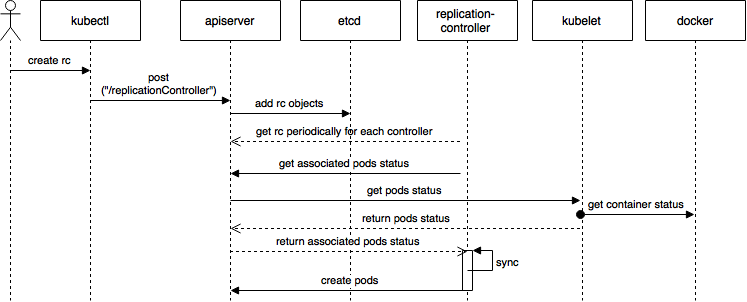 kubectl
apiserver
etcd
replication-
controller
kubelet
docker
create rc
post
("/replicationController")
add rc objects
get rc periodically for each controller
get associated pods status
get pods status
get container status
return pods status
return associated pods status
sync
create pods